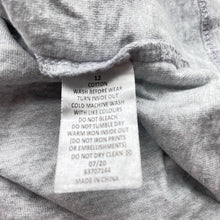 12
COTTON
WASH BEFORE WEAR
TURN INSIDE OUT
COLD MACHINE WASH
WITH LIKE COLOURS
DO NOT BLEACH
DO NOT TUMBLE DRY
WARM IRON INSIDE OUT
(DO NOT IRON PRINTS
OR EMBELLISHMENTS)
DO NOT DRY CLEAN
07/20
63707144
MADE IN CHINA